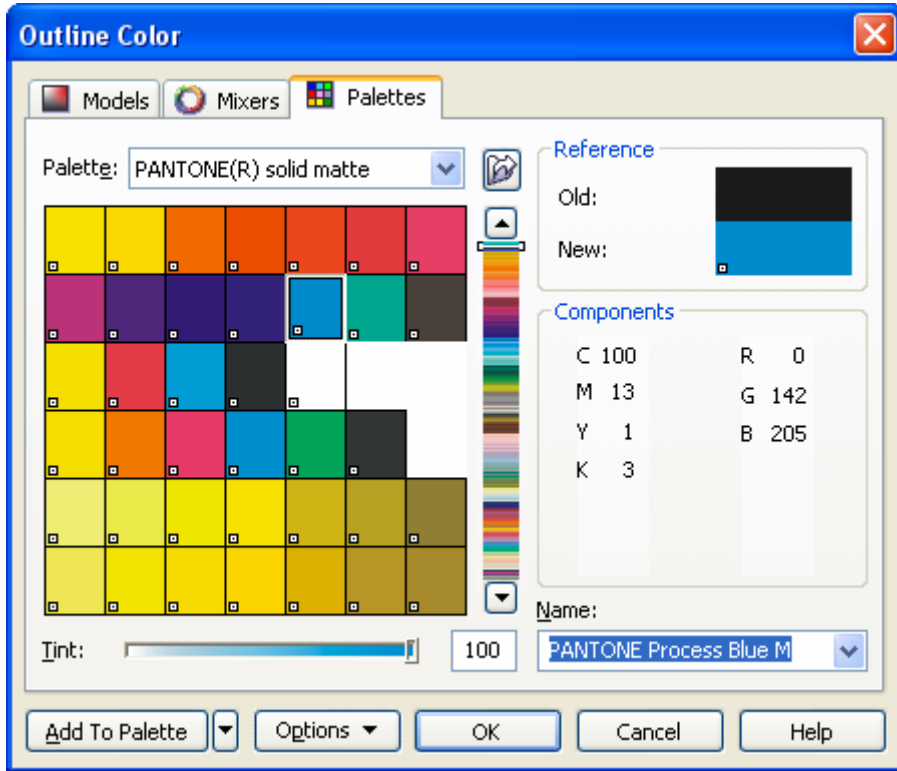 Outline Color
Models Mixers Palettes
Palette: PANTONE(R) solid matte
Reference
Old:
New:
Components
C 100 R 0
M 13 G 142
Y 1 B 205
K 3
Name:
Tint: 100 PANTONE Process Blue M
Add To Palette Options OK Cancel Help